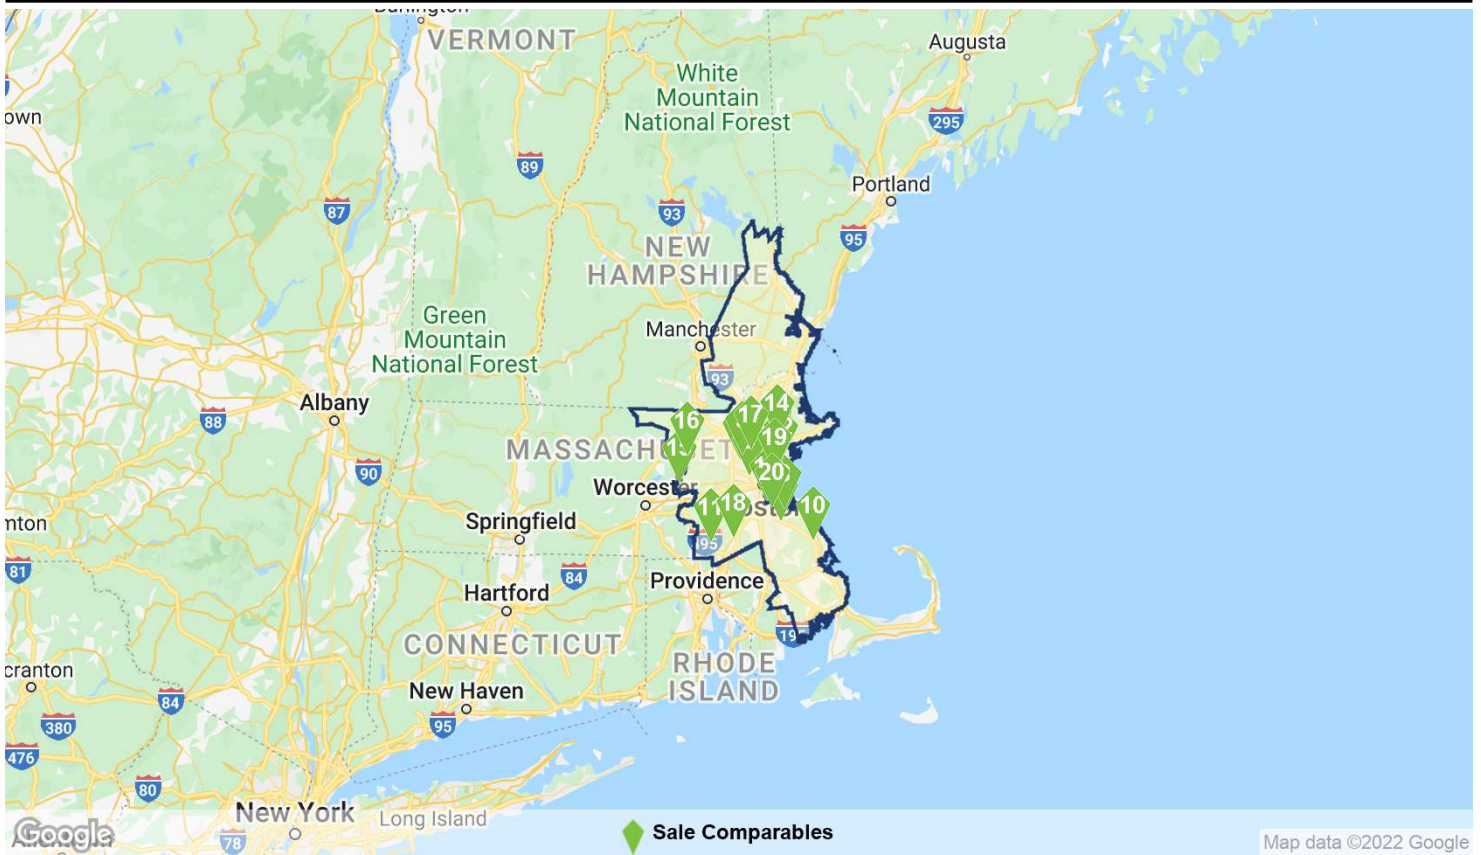 VERMONT
Augusta
White
Mountain
National Forest
own
295
89
Portland
87
93
95
NEW
HAMPSHIRE
Green
Mountain
National Forest
Manchester
93
Albany
88
14
17
16
19
MASSACHUSET
90
20
Worcester
11
18
10
mton
Springfield
95
81
84
Providence
Hartford
195
CONNECTICUT
RHODE
ISLAND
cranton
84
New Haven
95
380
476
80
New York
Long Island
78
Google
Sale Comparables
Map data ©2022 Google